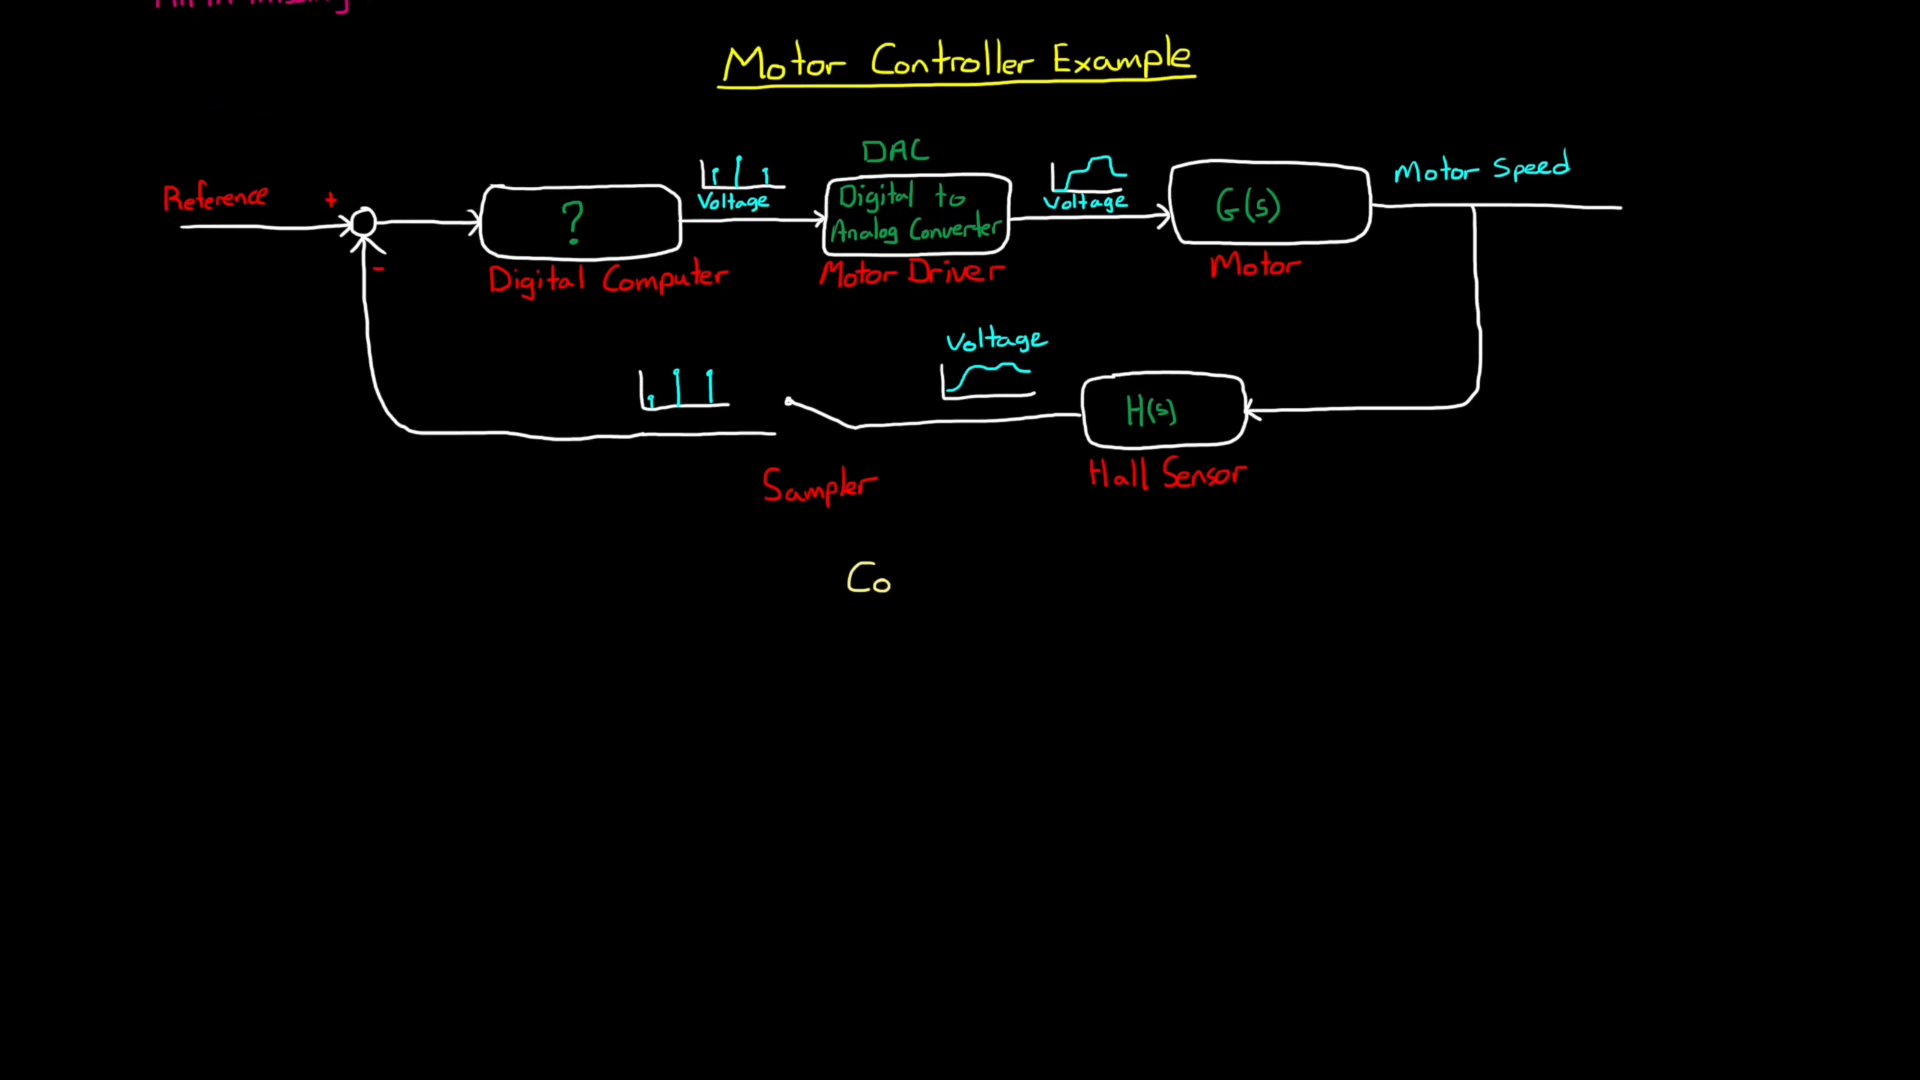 Motor Controller Example
DAC
Reference
+
?
Voltage
Digital to
Analog Converter
Voltage
G(s)
Motor Speed
-
Digital Computer
Motor Driver
Motor
Voltage
H(s)
Sampler
Hall Sensor
Co